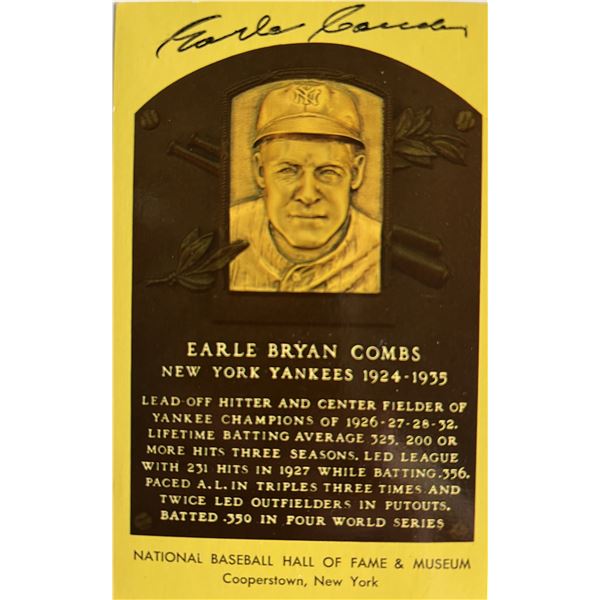 Earle Combs
NY
EARLE BRYAN COMBS
NEW YORK YANKEES 1924-1935
LEAD-OFF HITTER AND CENTER FIELDER OF
YANKEE CHAMPIONS OF 1926-27-28-32.
LIFETIME BATTING AVERAGE 325. 200 OR
MORE HITS THREE SEASONS. LED LEAGUE
WITH 231 HITS IN 1927 WHILE BATTING .356.
PACED A.L. IN TRIPLES THREE TIMES AND
TWICE LED OUTFIELDERS IN PUTOUTS.
BATTED .350 IN FOUR WORLD SERIES
NATIONAL BASEBALL HALL OF FAME & MUSEUM
Cooperstown, New York